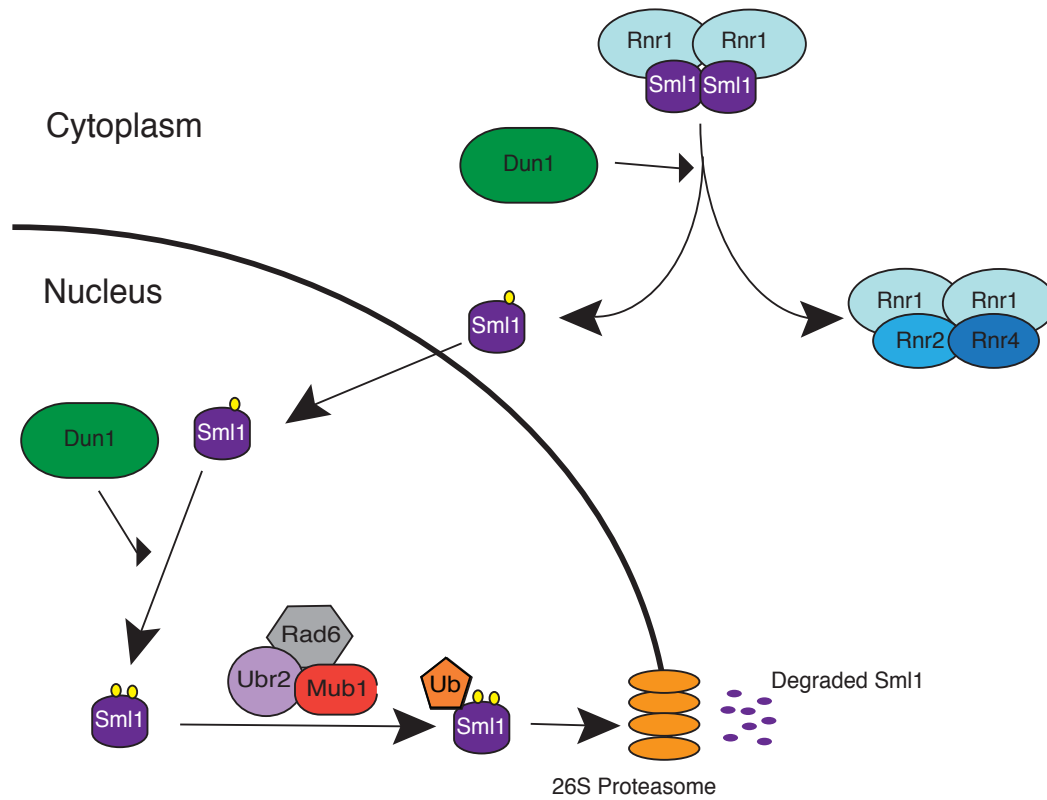 Rnr1
Rnr1
Sml1
Sml1
Cytoplasm
Dun1
Nucleus
Sml1
Rnr1
Rnr1
Rnr2
Rnr4
Dun1
Sml1
Rad6
Ubr2
Mub1
Ub
Sml1
Sml1
Degraded Sml1
26S Proteasome